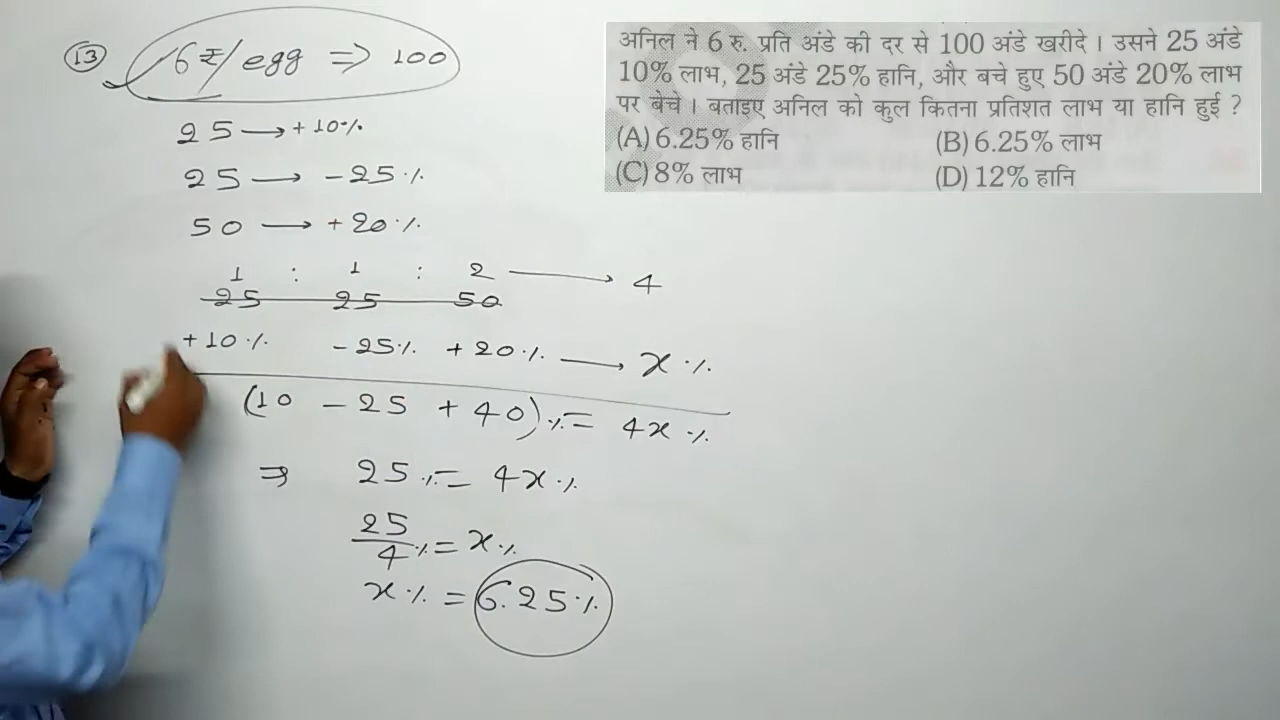 13 6₹/egg ⇒ 100
25 → +10%
25 → -25%
50 → +20%
1 : 1 : 2 → 4
25 25 50
+10% -25% +20% → x%
(10 - 25 + 40)% = 4x%
⇒ 25% = 4x%
25/4% = x%
x% = 6.25%
अनिल ने 6 रु. प्रति अंडे की दर से 100 अंडे खरीदे । उसने 25 अंडे
10% लाभ, 25 अंडे 25% हानि, और बचे हुए 50 अंडे 20% लाभ
पर बेचे । बताइए अनिल को कुल कितना प्रतिशत लाभ या हानि हुई ?
(A) 6.25% हानि (B) 6.25% लाभ
(C) 8% लाभ (D) 12% हानि